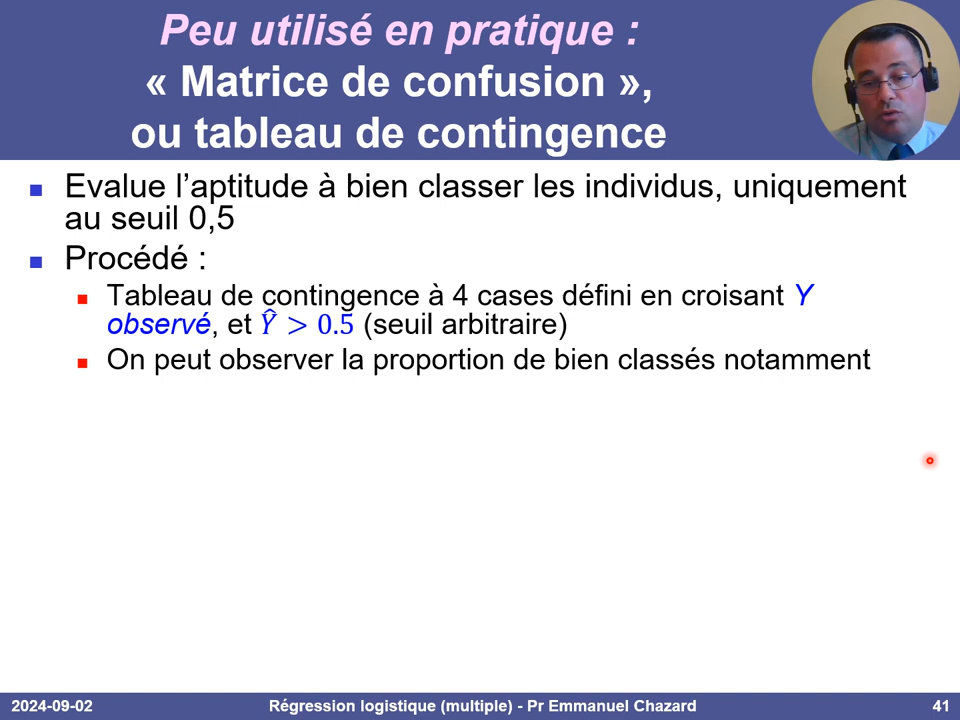 Peu utilisé en pratique :
« Matrice de confusion »,
ou tableau de contingence
Evalue l’aptitude à bien classer les individus, uniquement
au seuil 0,5
Procédé :
Tableau de contingence à 4 cases défini en croisant Y
observé, et Ŷ > 0.5 (seuil arbitraire)
On peut observer la proportion de bien classés notamment
2024-09-02 Régression logistique (multiple) - Pr Emmanuel Chazard 41